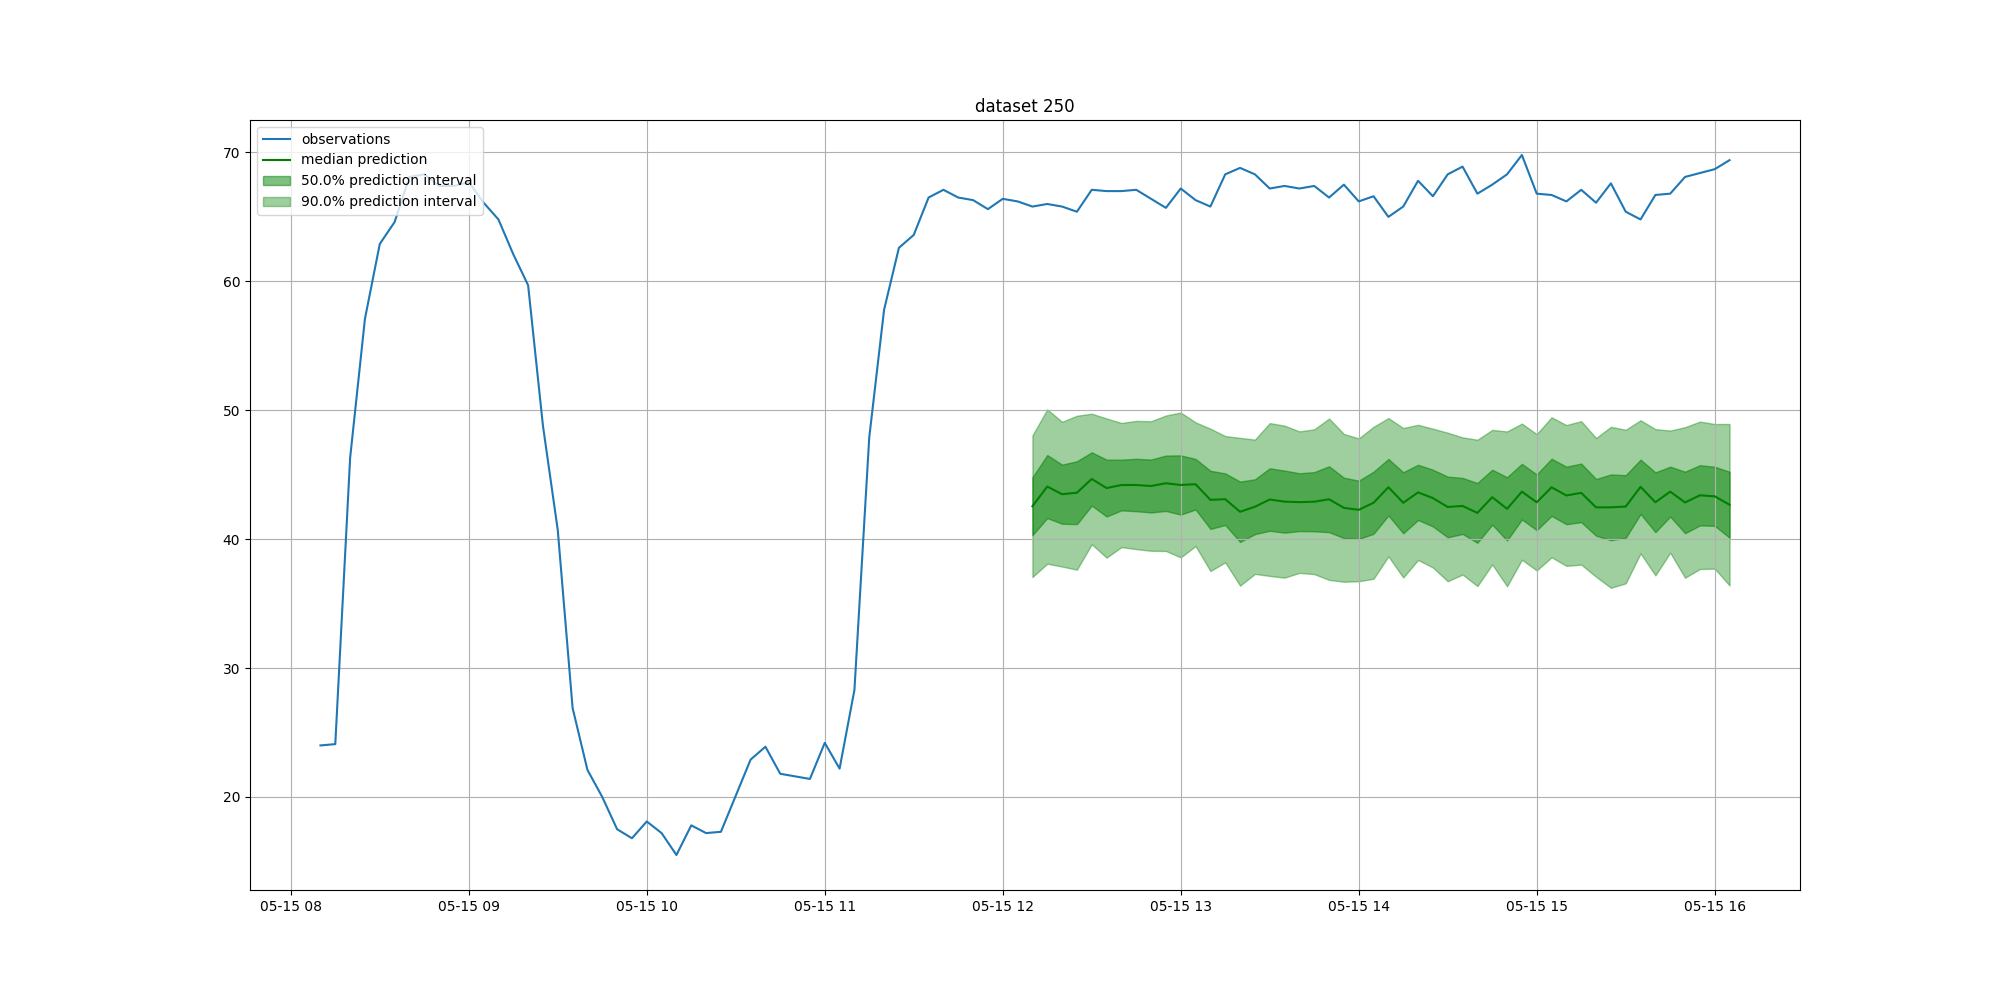 dataset 250
observations
median prediction
50.0% prediction interval
90.0% prediction interval
70
60
50
40
30
20
05-15 08 05-15 09 05-15 10 05-15 11 05-15 12 05-15 13 05-15 14 05-15 15 05-15 16